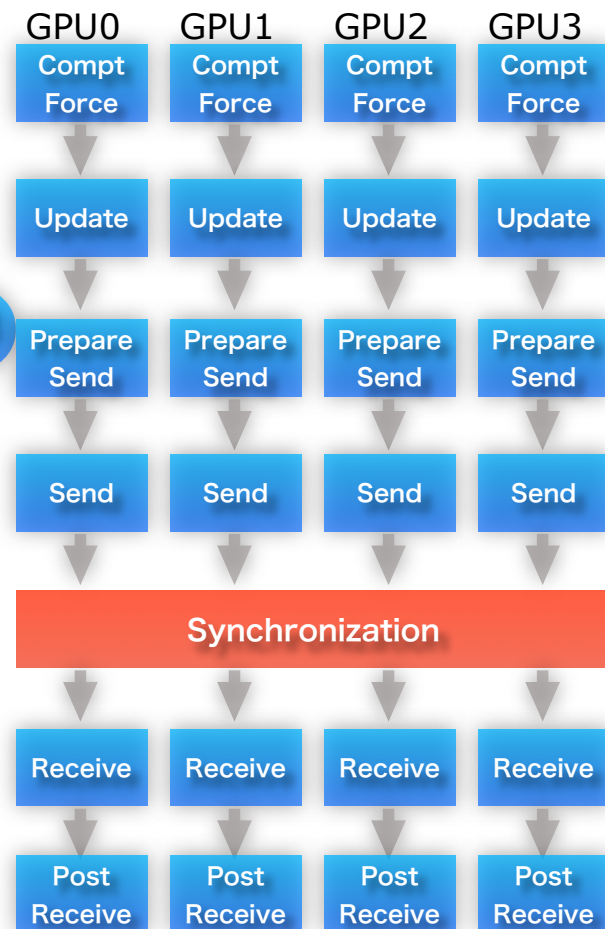 GPU0 GPU1 GPU2 GPU3
Compt Compt Compt Compt
Force Force Force Force
Update Update Update Update
Prepare Prepare Prepare Prepare
Send Send Send Send
Send Send Send Send
Synchronization
Receive Receive Receive Receive
Post Post Post Post
Receive Receive Receive Receive